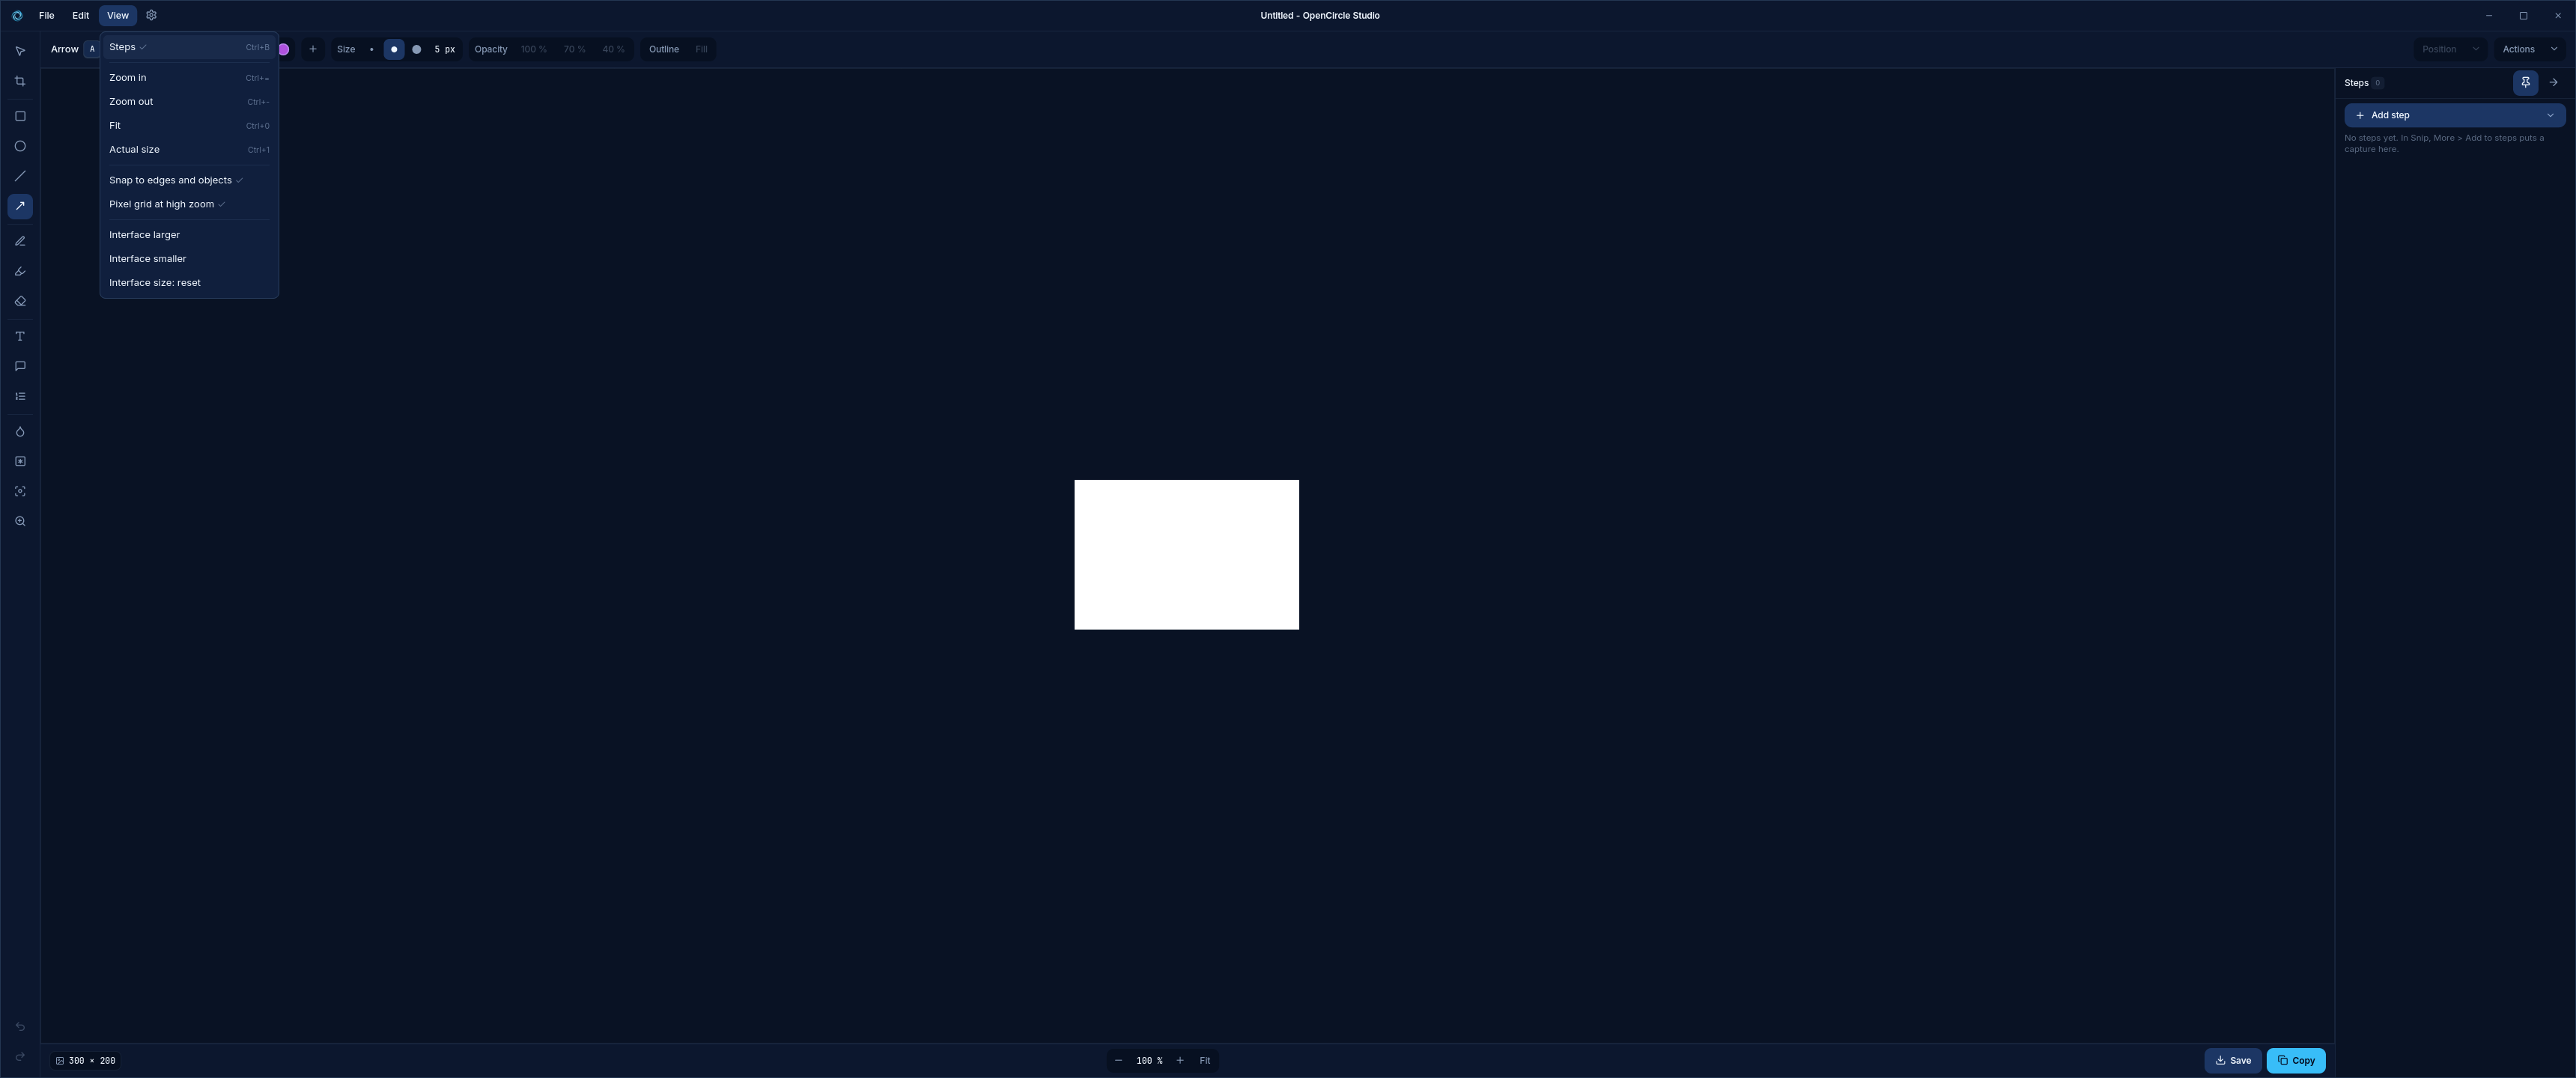 File Edit View
Untitled - OpenCircle Studio
Arrow A
Size 5 px Opacity 100 % 70 % 40 % Outline Fill
Position Actions
Steps Ctrl+B
Zoom in Ctrl+=
Zoom out Ctrl+-
Fit Ctrl+0
Actual size Ctrl+1
Snap to edges and objects
Pixel grid at high zoom
Interface larger
Interface smaller
Interface size: reset
Steps 0
Add step
No steps yet. In Snip, More > Add to steps puts a
capture here.
300 × 200
100 % Fit
Save Copy